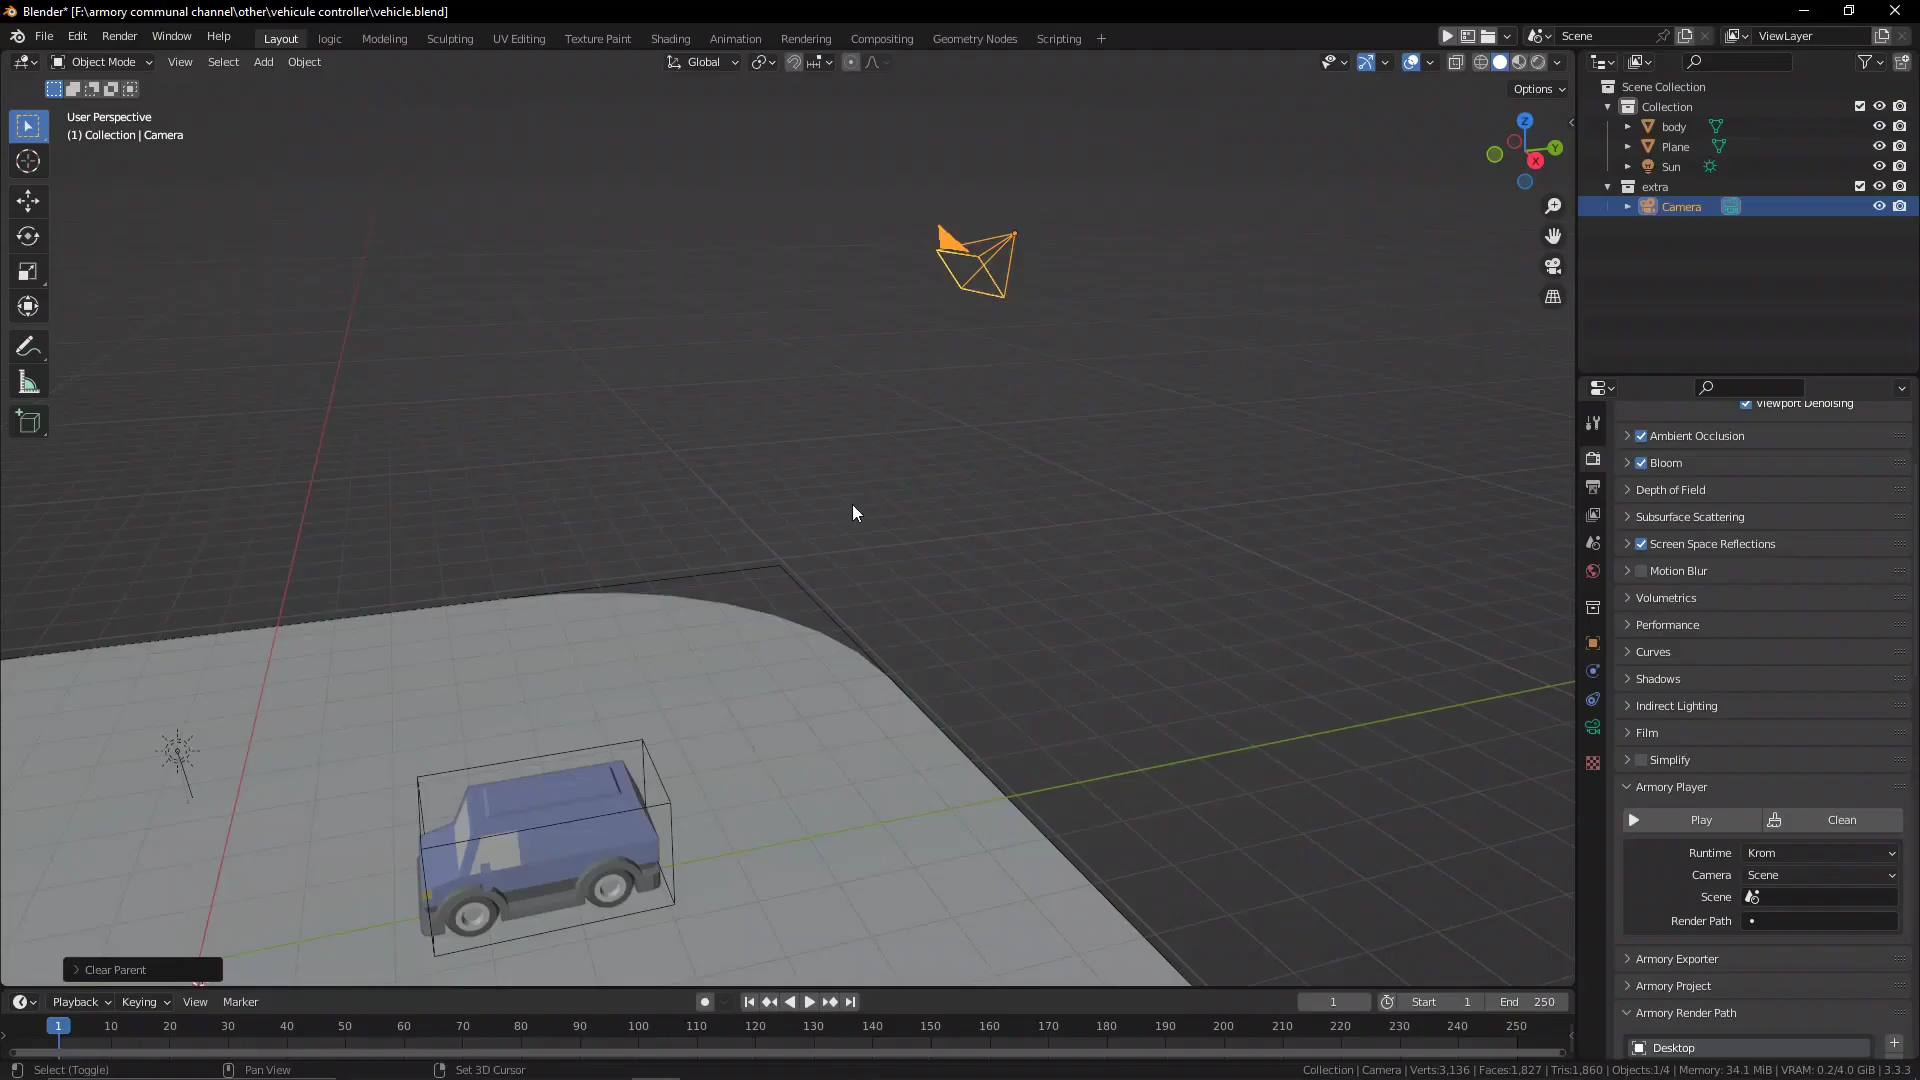 Blender* [F:\armory communal channel\other\vehicule controller\vehicle.blend]
File Edit Render Window Help
Layout logic Modeling Sculpting UV Editing Texture Paint Shading Animation Rendering Compositing Geometry Nodes Scripting +
Scene
ViewLayer
Object Mode View Select Add Object
Global
Options
User Perspective
(1) Collection | Camera
Z
Y
X
Scene Collection
Collection
body
Plane
Sun
extra
Camera
Viewport Denoising
Ambient Occlusion
Bloom
Depth of Field
Subsurface Scattering
Screen Space Reflections
Motion Blur
Volumetrics
Performance
Curves
Shadows
Indirect Lighting
Film
Simplify
Armory Player
Play Clean
Runtime Krom
Camera Scene
Scene
Render Path
Armory Exporter
Armory Project
Armory Render Path
Desktop
Clear Parent
Playback Keying View Marker
1 Start 1 End 250
1 10 20 30 40 50 60 70 80 90 100 110 120 130 140 150 160 170 180 190 200 210 220 230 240 250
Select (Toggle) Pan View Set 3D Cursor
Collection | Camera | Verts:3,136 | Faces:1,827 | Tris:1,860 | Objects:1/4 | Memory: 34.1 MiB | VRAM: 0.2/4.0 GiB | 3.3.3